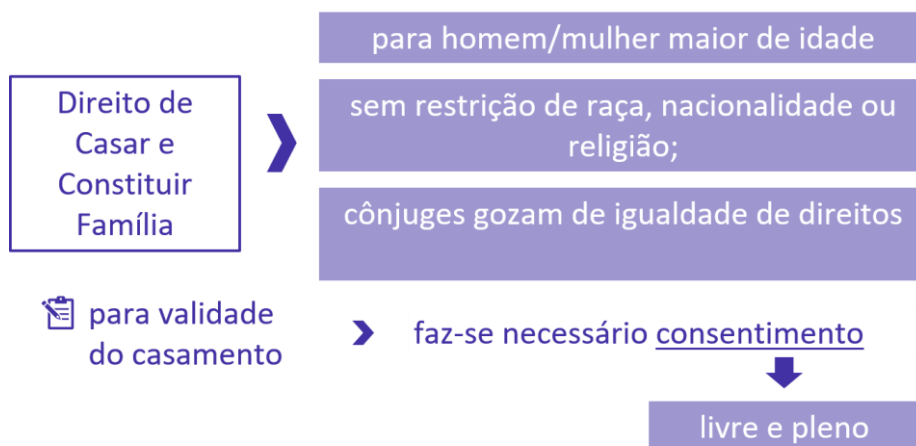 Direito de
Casar e
Constituir
Família
para homem/mulher maior de idade
sem restrição de raça, nacionalidade ou
religião;
cônjuges gozam de igualdade de direitos
para validade
do casamento
faz-se necessário consentimento
livre e pleno